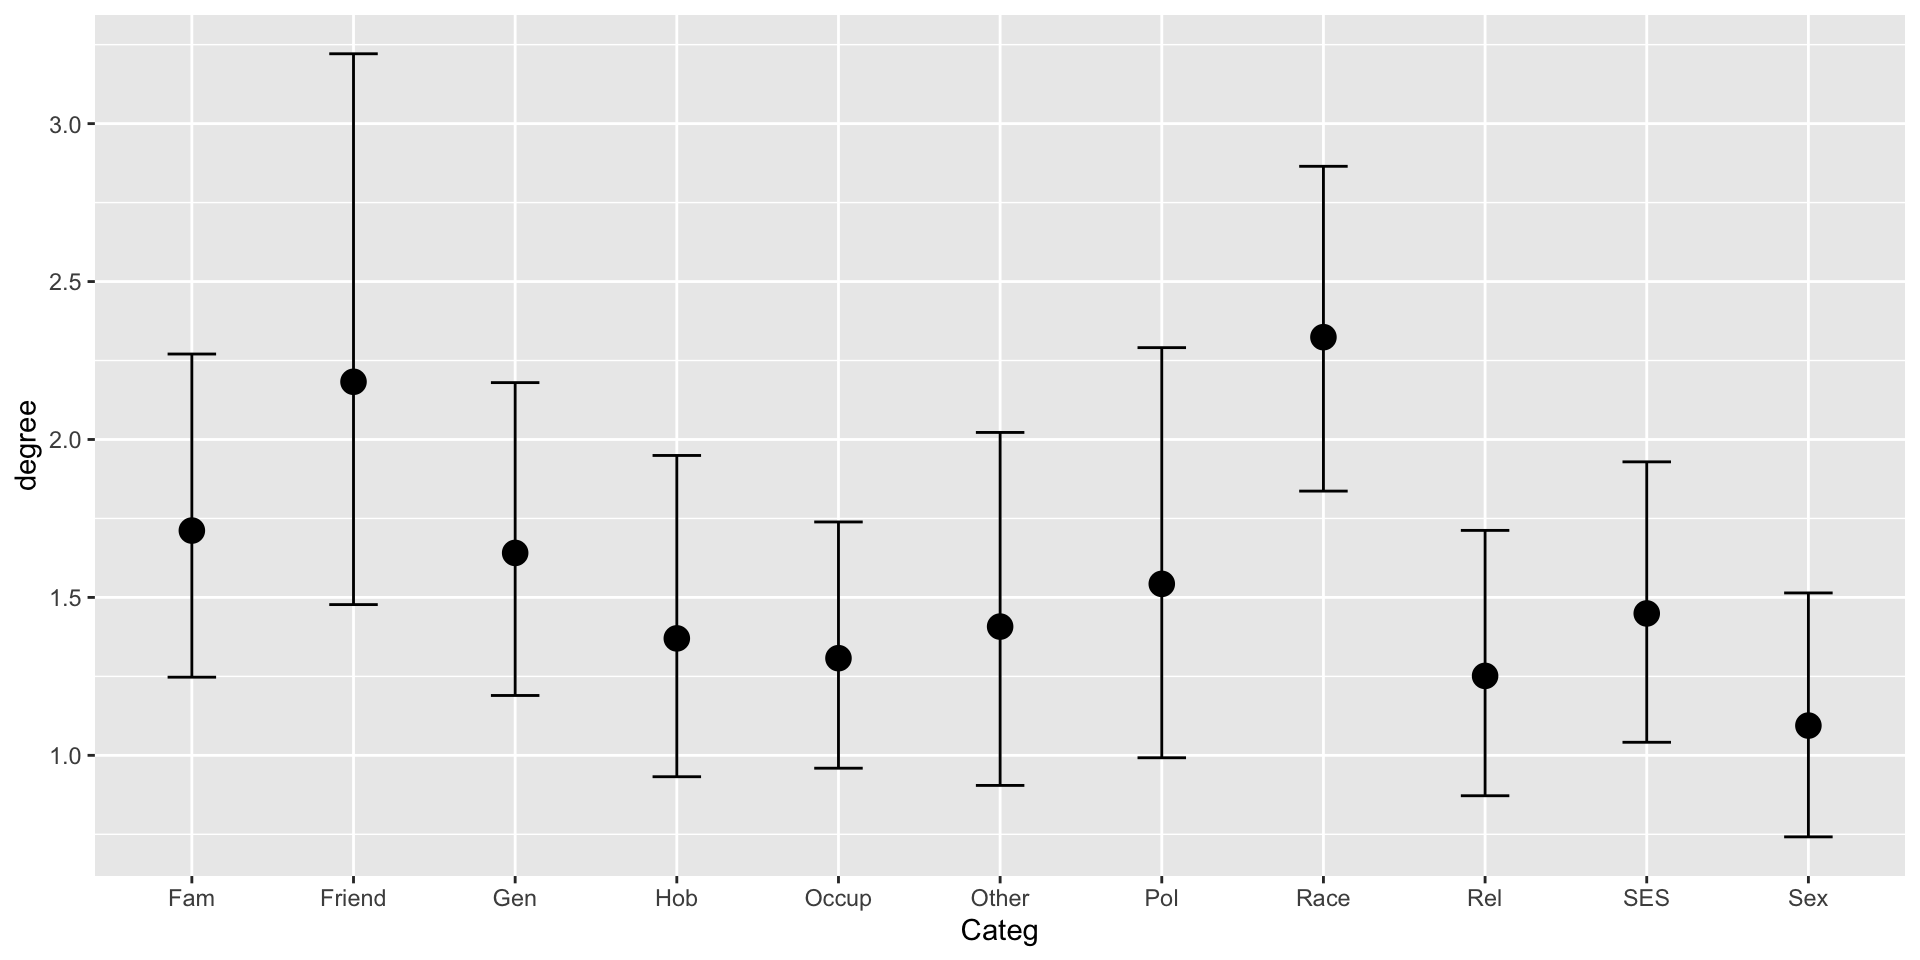 degree
3.0
2.5
2.0
1.5
1.0
Fam Friend Gen Hob Occup Other Pol Race Rel SES Sex
Categ